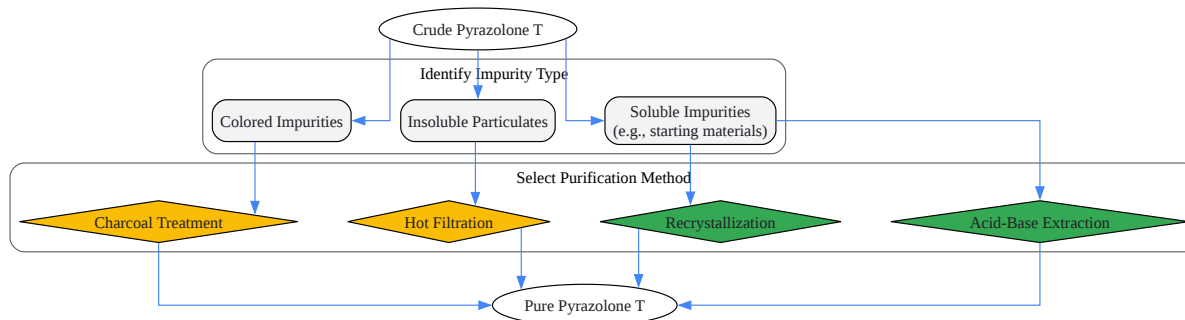 Crude Pyrazolone T
Identify Impurity Type
Colored Impurities
Insoluble Particulates
Soluble Impurities
(e.g., starting materials)
Select Purification Method
Charcoal Treatment
Hot Filtration
Recrystallization
Acid-Base Extraction
Pure Pyrazolone T